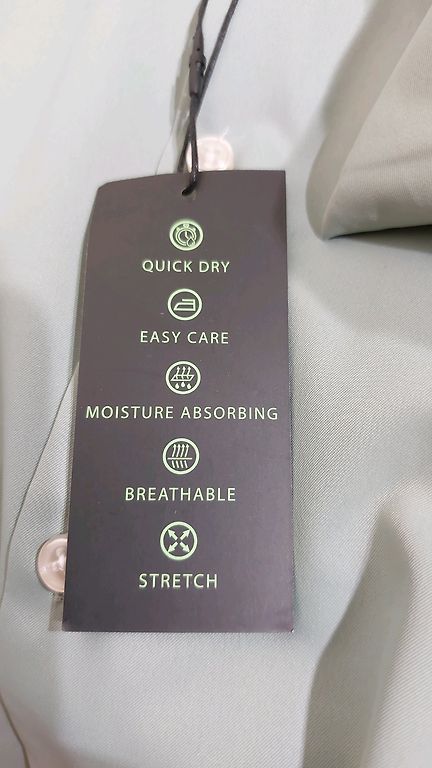 QUICK DRY
EASY CARE
MOISTURE ABSORBING
BREATHABLE
STRETCH